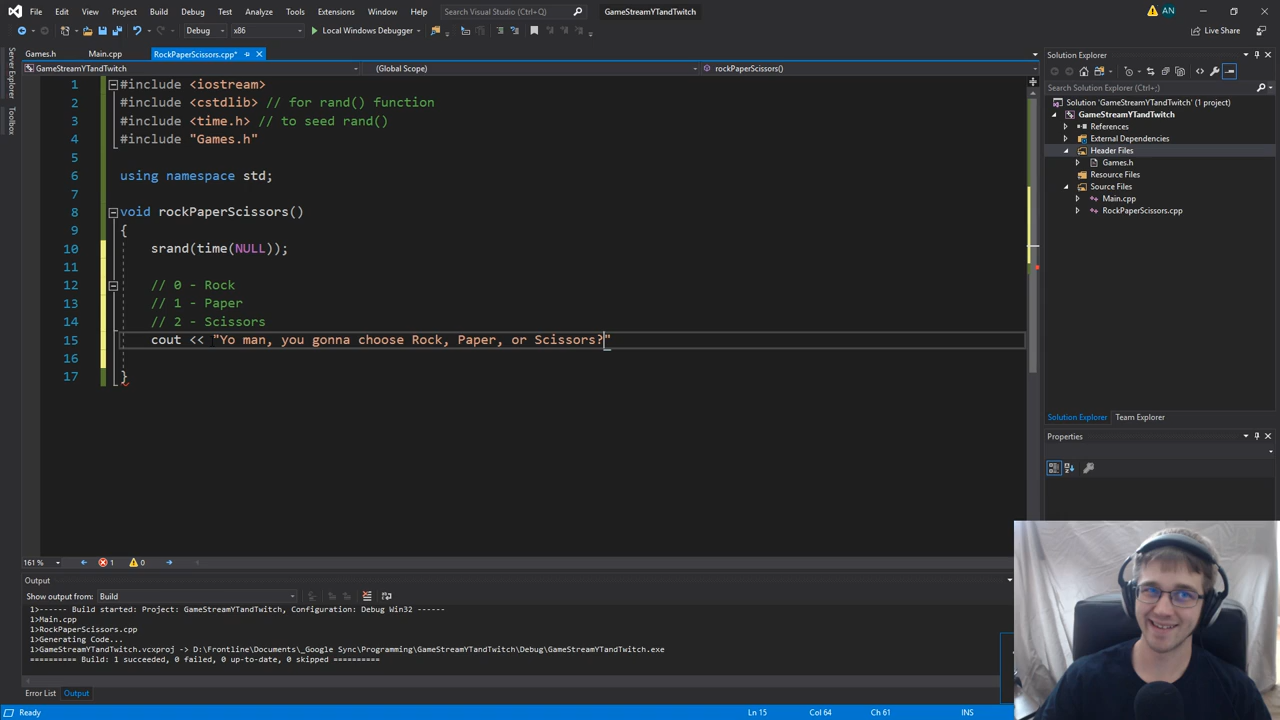 File Edit View Project Build Debug Test Analyze Tools Extensions Window Help Search Visual Studio (Ctrl+Q) GameStreamYTandTwitch AN
Debug x86 Local Windows Debugger Live Share
Games.h Main.cpp RockPaperScissors.cpp*
GameStreamYTandTwitch (Global Scope) rockPaperScissors()
Server Explorer
Toolbox
1 #include <iostream>
2 #include <cstdlib> // for rand() function
3 #include <time.h> // to seed rand()
4 #include "Games.h"
5
6 using namespace std;
7
8 void rockPaperScissors()
9 {
10 srand(time(NULL));
11
12 // 0 - Rock
13 // 1 - Paper
14 // 2 - Scissors
15 cout << "Yo man, you gonna choose Rock, Paper, or Scissors?"
16
17 }
161 % 1 0
Output
Show output from: Build
1>------ Build started: Project: GameStreamYTandTwitch, Configuration: Debug Win32 ------
1>Main.cpp
1>RockPaperScissors.cpp
1>Generating Code...
1>GameStreamYTandTwitch.vcxproj -> D:\Frontline\Documents\_Google Sync\Programming\GameStreamYTandTwitch\Debug\GameStreamYTandTwitch.exe
========== Build: 1 succeeded, 0 failed, 0 up-to-date, 0 skipped ==========
Error List Output
Ready Ln 15 Col 64 Ch 61 INS
Solution Explorer
Search Solution Explorer (Ctrl+;)
Solution 'GameStreamYTandTwitch' (1 project)
GameStreamYTandTwitch
References
External Dependencies
Header Files
Games.h
Resource Files
Source Files
Main.cpp
RockPaperScissors.cpp
Solution Explorer Team Explorer
Properties